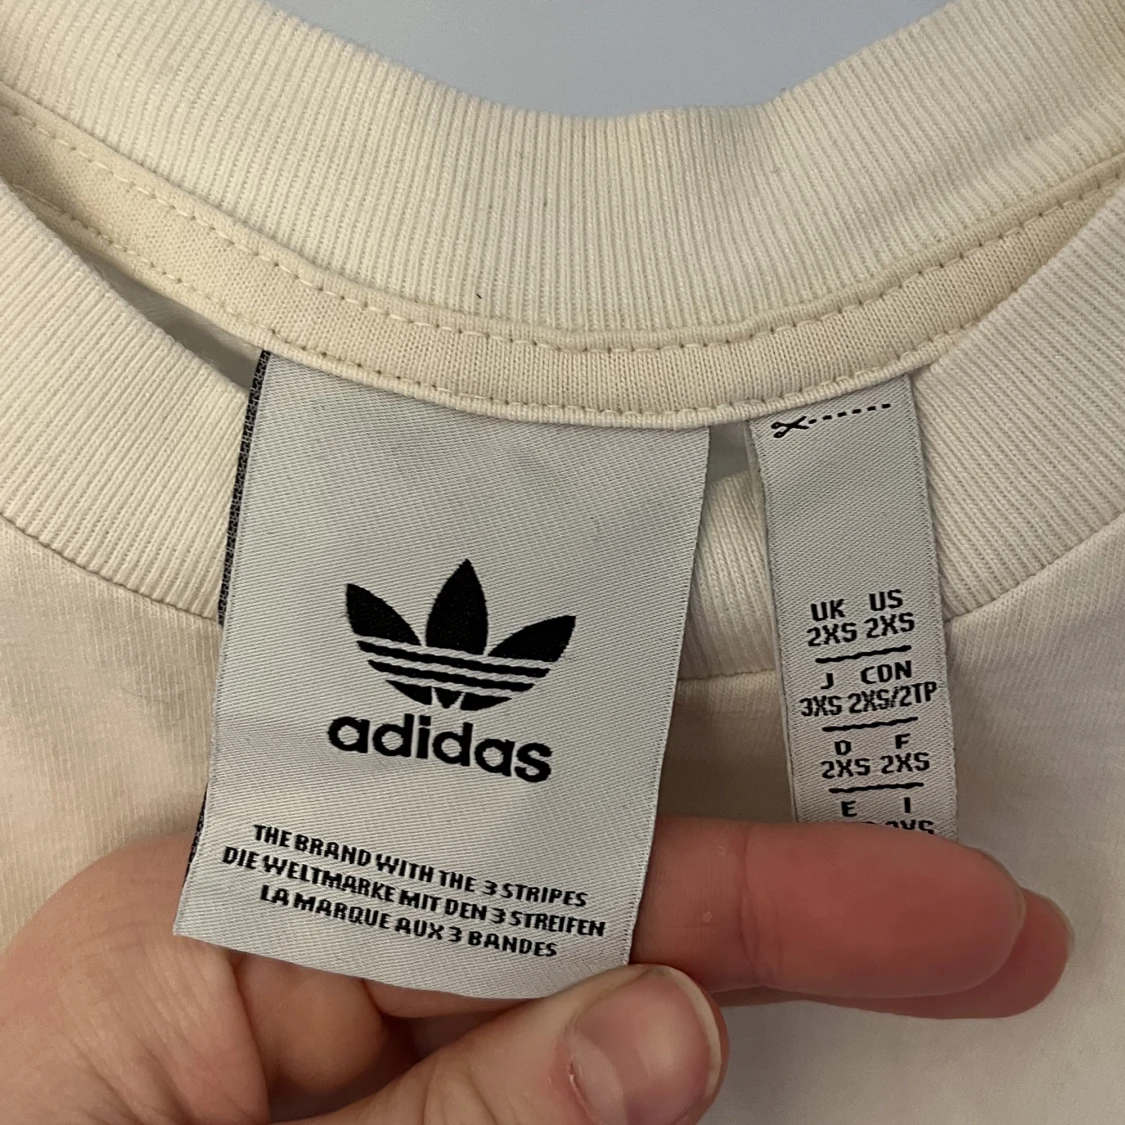 adidas
THE BRAND WITH THE 3 STRIPES
DIE WELTMARKE MIT DEN 3 STREIFEN
LA MARQUE AUX 3 BANDES
UK US
2XS 2XS
J CDN
3XS 2XS/2TP
D F
2XS 2XS
E I